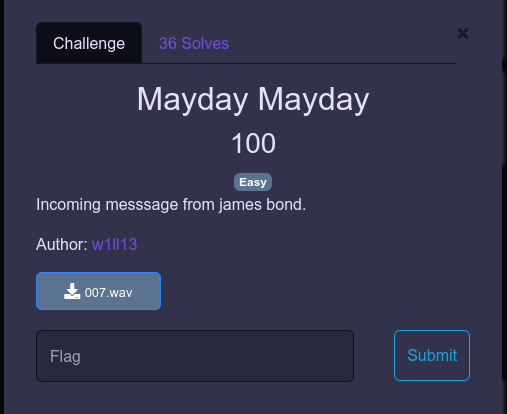 Challenge
36 Solves
×
Mayday Mayday
100
Easy
Incoming messsage from james bond.
Author: w1ll13
007.wav
Flag
Submit